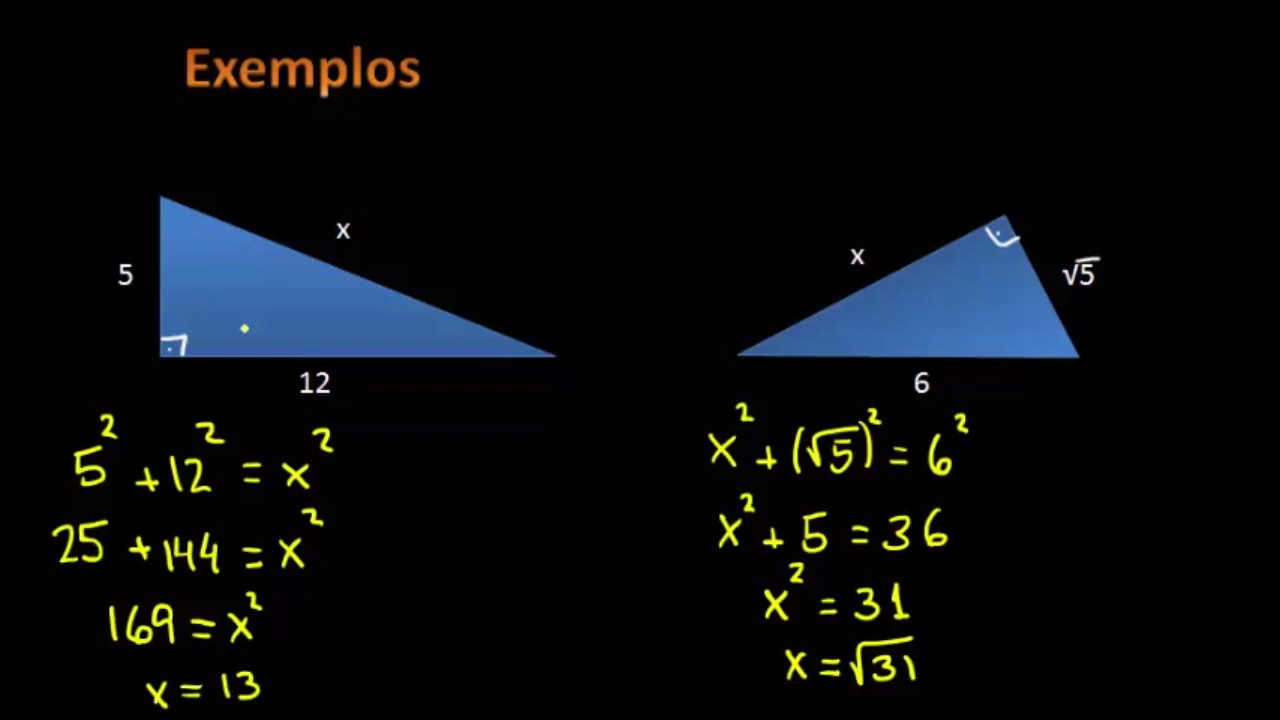 Exemplos
x
5
12
x
√5
6
5² + 12² = x²
25 + 144 = x²
169 = x²
x = 13
x² + (√5)² = 6²
x² + 5 = 36
x² = 31
x = √31